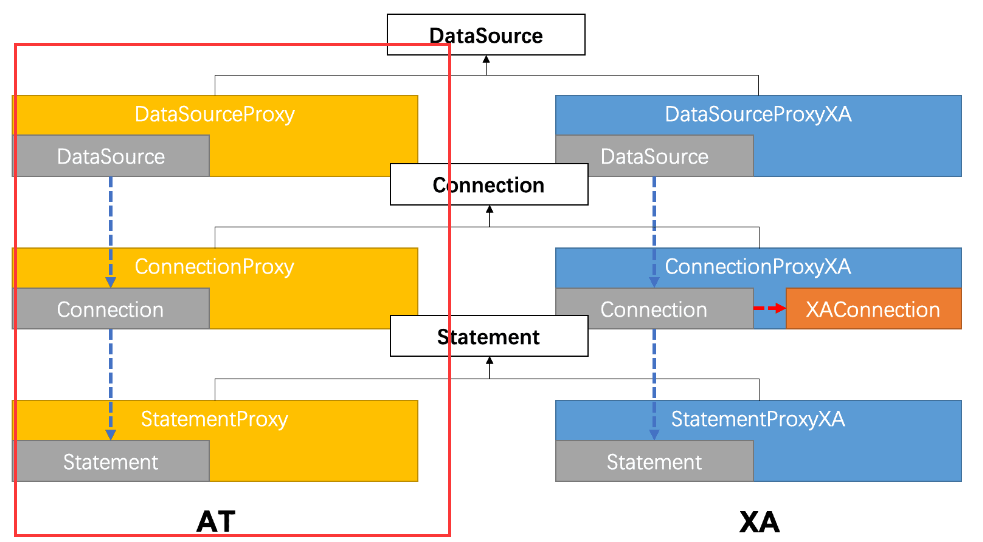 DataSource
DataSourceProxy
DataSourceProxyXA
DataSource
DataSource
Connection
ConnectionProxy
ConnectionProxyXA
Connection
Connection
XAConnection
Statement
StatementProxy
StatementProxyXA
Statement
Statement
AT
XA